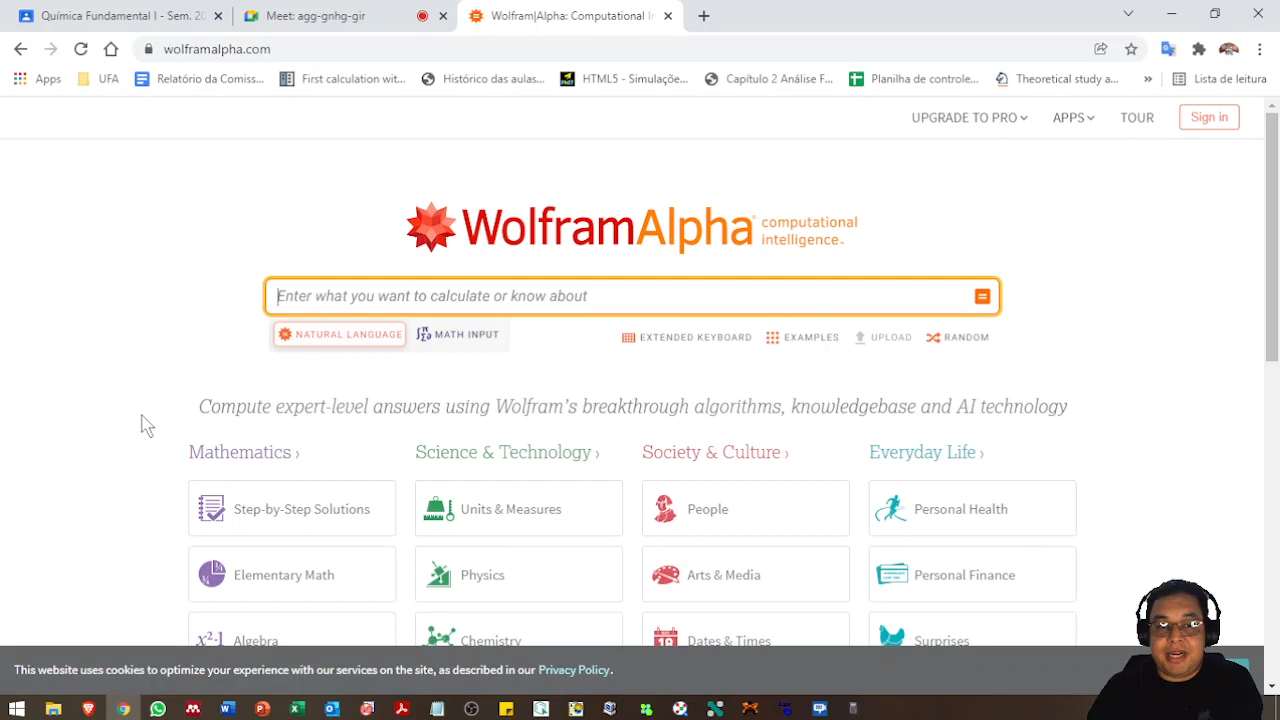 Química Fundamental I - Sem. 20
Meet: agg-gnhg-gir
Wolfram|Alpha: Computational In
wolframalpha.com
Apps
UFA
Relatório da Comiss...
First calculation wit...
Histórico das aulas...
HTML5 - Simulaçõe...
Capítulo 2 Análise F...
Planilha de controle...
Theoretical study a...
»
Lista de leitura
UPGRADE TO PRO
APPS
TOUR
Sign in
WolframAlpha computational intelligence.™
Enter what you want to calculate or know about
NATURAL LANGUAGE
MATH INPUT
EXTENDED KEYBOARD
EXAMPLES
UPLOAD
RANDOM
Compute expert-level answers using Wolfram's breakthrough algorithms, knowledgebase and AI technology
Mathematics ›
Science & Technology ›
Society & Culture ›
Everyday Life ›
Step-by-Step Solutions
Units & Measures
People
Personal Health
Elementary Math
Physics
Arts & Media
Personal Finance
Algebra
Chemistry
Dates & Times
Surprises
This website uses cookies to optimize your experience with our services on the site, as described in our Privacy Policy.